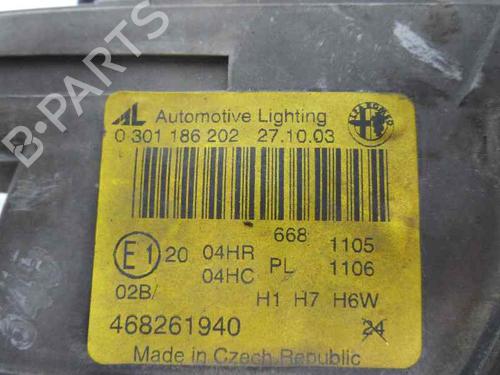 AL Automotive Lighting
0 301 186 202 27.10.03
668
E1 20 04HR PL 1105
04HC 1106
02B/ H1 H7 H6W
468261940 24
Made in Czech Republic